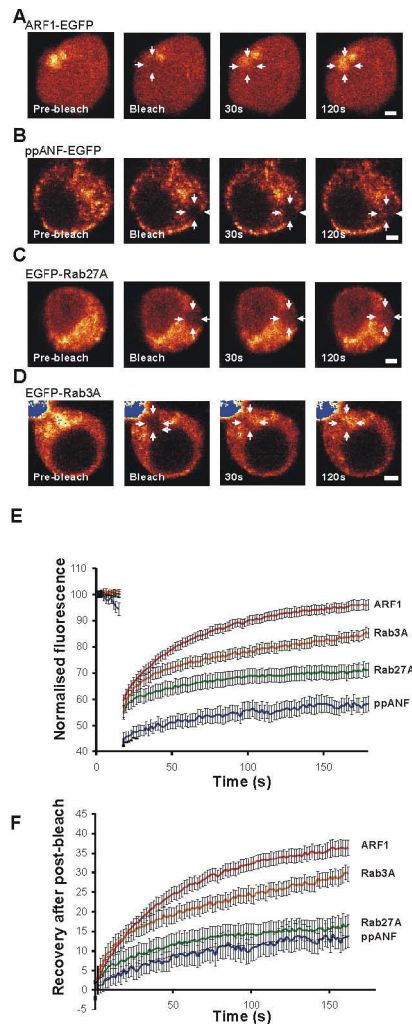 A
ARF1-EGFP
Pre-bleach Bleach 30s 120s
B
ppANF-EGFP
Pre-bleach Bleach 30s 120s
C
EGFP-Rab27A
Pre-bleach Bleach 30s 120s
D
EGFP-Rab3A
Pre-bleach Bleach 30s 120s
E
Normalised fluorescence
110
100
90
80
70
60
50
40
0 50 100 150
Time (s)
ARF1
Rab3A
Rab27A
ppANF
F
Recovery after post-bleach
45
40
35
30
25
20
15
10
5
0
-5
0 50 100 150
Time (s)
ARF1
Rab3A
Rab27A
ppANF